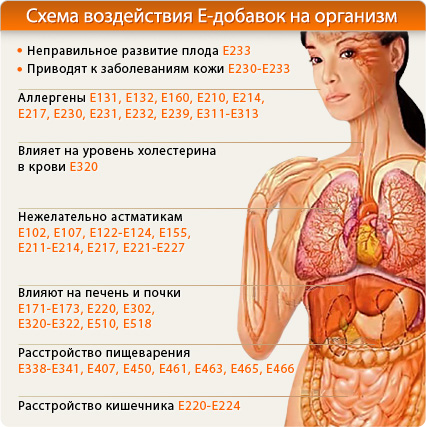 Схема воздействия Е-добавок на организм
• Неправильное развитие плода Е233
• Приводят к заболеваниям кожи Е230-Е233
Аллергены Е131, Е132, Е160, Е210, Е214,
Е217, Е230, Е231, Е232, Е239, Е311-Е313
Влияет на уровень холестерина
в крови Е320
Нежелательно астматикам
Е102, Е107, Е122-Е124, Е155,
Е211-Е214, Е217, Е221-Е227
Влияют на печень и почки
Е171-Е173, Е220, Е302,
Е320-Е322, Е510, Е518
Расстройство пищеварения
Е338-Е341, Е407, Е450, Е461, Е463, Е465, Е466
Расстройство кишечника Е220-Е224